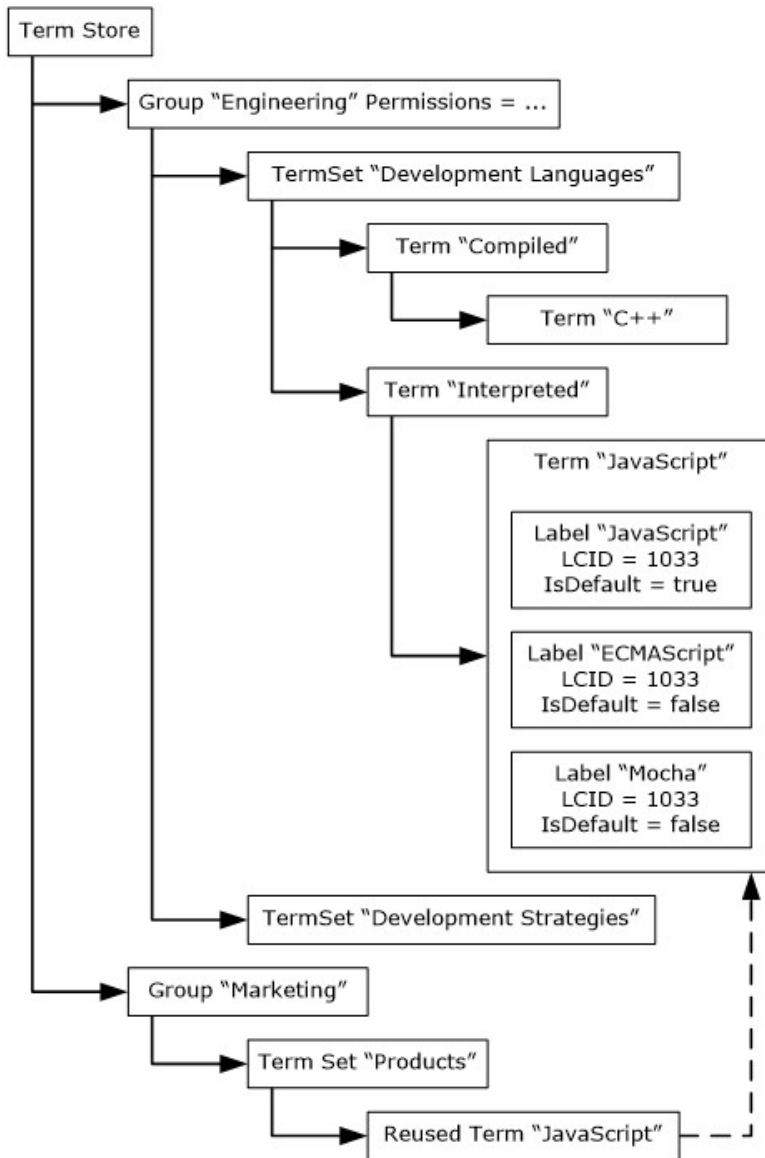 Term Store
Group “Engineering” Permissions = ...
TermSet “Development Languages”
Term “Compiled”
Term “C++”
Term “Interpreted”
Term “JavaScript”
Label “JavaScript”
LCID = 1033
IsDefault = true
Label “ECMAScript”
LCID = 1033
IsDefault = false
Label “Mocha”
LCID = 1033
IsDefault = false
TermSet “Development Strategies”
Group “Marketing”
Term Set “Products”
Reused Term “JavaScript”